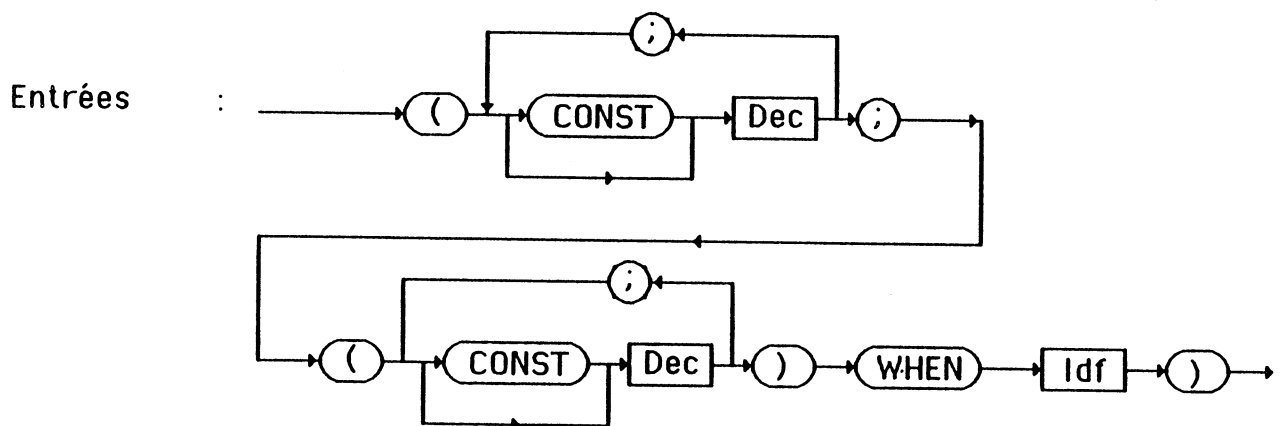 ;
Entrées : ( CONST Dec ;
;
( CONST Dec ) WHEN Idf )